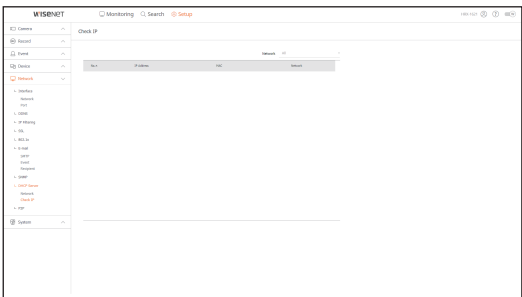 WISENET
Monitoring Search Setup
Camera
Record
Event
Device
Network
Interface
Network
Port
DDNS
IP Filtering
SSL
802.1x
E-mail
SMTP
Event
Recipient
SNMP
DHCP Server
Network
Check IP
P2P
System
Check IP
Network
No.
IP Address
MAC
Network